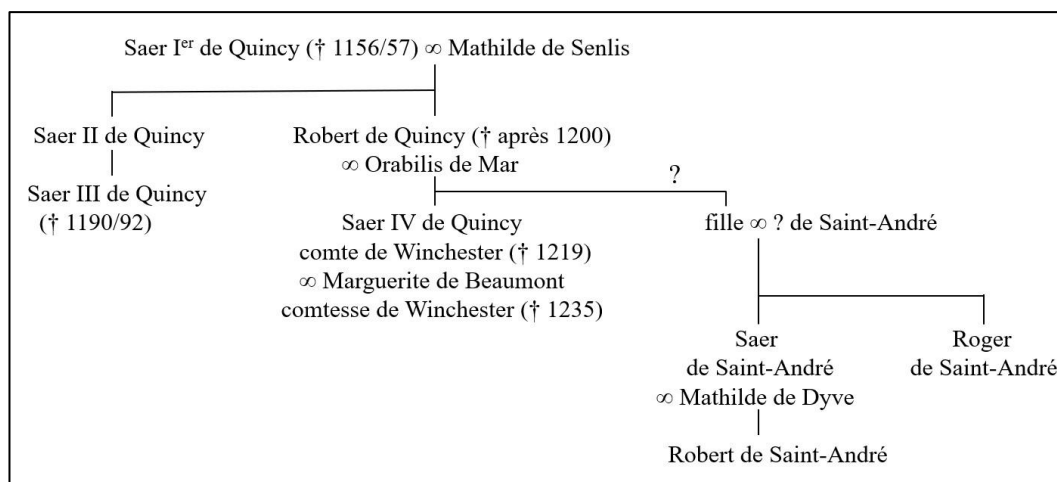 Saer Ier de Quincy († 1156/57) ∞ Mathilde de Senlis
Saer II de Quincy
Robert de Quincy († après 1200)
∞ Orabilis de Mar
Saer III de Quincy
(† 1190/92)
?
Saer IV de Quincy
comte de Winchester († 1219)
∞ Marguerite de Beaumont
comtesse de Winchester († 1235)
fille ∞ ? de Saint-André
Saer
de Saint-André
∞ Mathilde de Dyve
Roger
de Saint-André
Robert de Saint-André